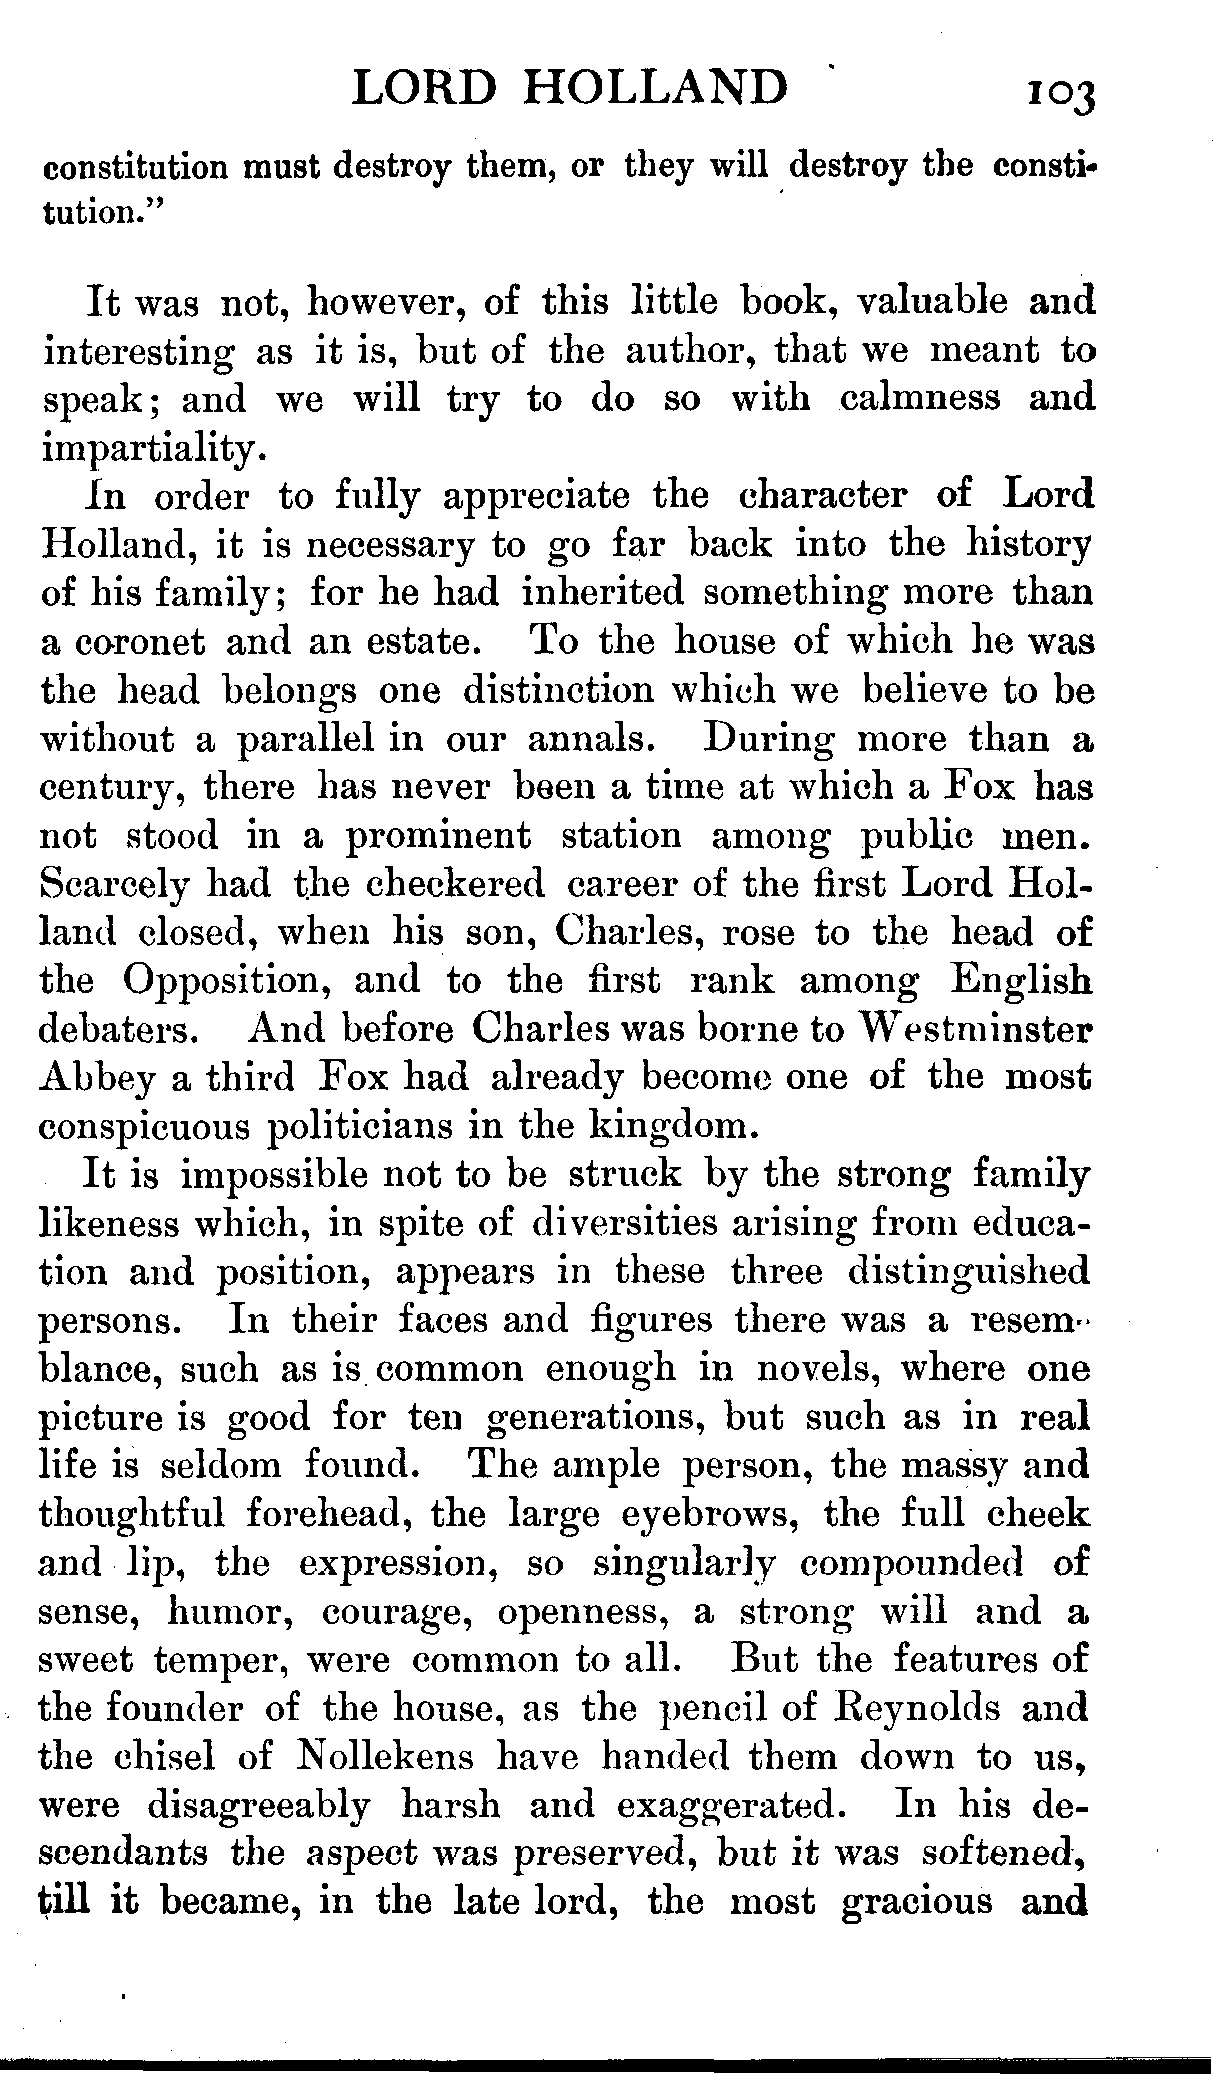 LORD HOLLAND 103
constitution must destroy them, or they will destroy the consti-
tution."
It was not, however, of this little book, valuable and
interesting as it is, but of the author, that we meant to
speak; and we will try to do so with calmness and
impartiality.
In order to fully appreciate the character of Lord
Holland, it is necessary to go far back into the history
of his family; for he had inherited something more than
a coronet and an estate. To the house of which he was
the head belongs one distinction which we believe to be
without a parallel in our annals. During more than a
century, there has never been a time at which a Fox has
not stood in a prominent station among public men.
Scarcely had the checkered career of the first Lord Hol-
land closed, when his son, Charles, rose to the head of
the Opposition, and to the first rank among English
debaters. And before Charles was borne to Westminster
Abbey a third Fox had already become one of the most
conspicuous politicians in the kingdom.
It is impossible not to be struck by the strong family
likeness which, in spite of diversities arising from educa-
tion and position, appears in these three distinguished
persons. In their faces and figures there was a resem-
blance, such as is common enough in novels, where one
picture is good for ten generations, but such as in real
life is seldom found. The ample person, the massy and
thoughtful forehead, the large eyebrows, the full cheek
and lip, the expression, so singularly compounded of
sense, humor, courage, openness, a strong will and a
sweet temper, were common to all. But the features of
the founder of the house, as the pencil of Reynolds and
the chisel of Nollekens have handed them down to us,
were disagreeably harsh and exaggerated. In his de-
scendants the aspect was preserved, but it was softened,
till it became, in the late lord, the most gracious and